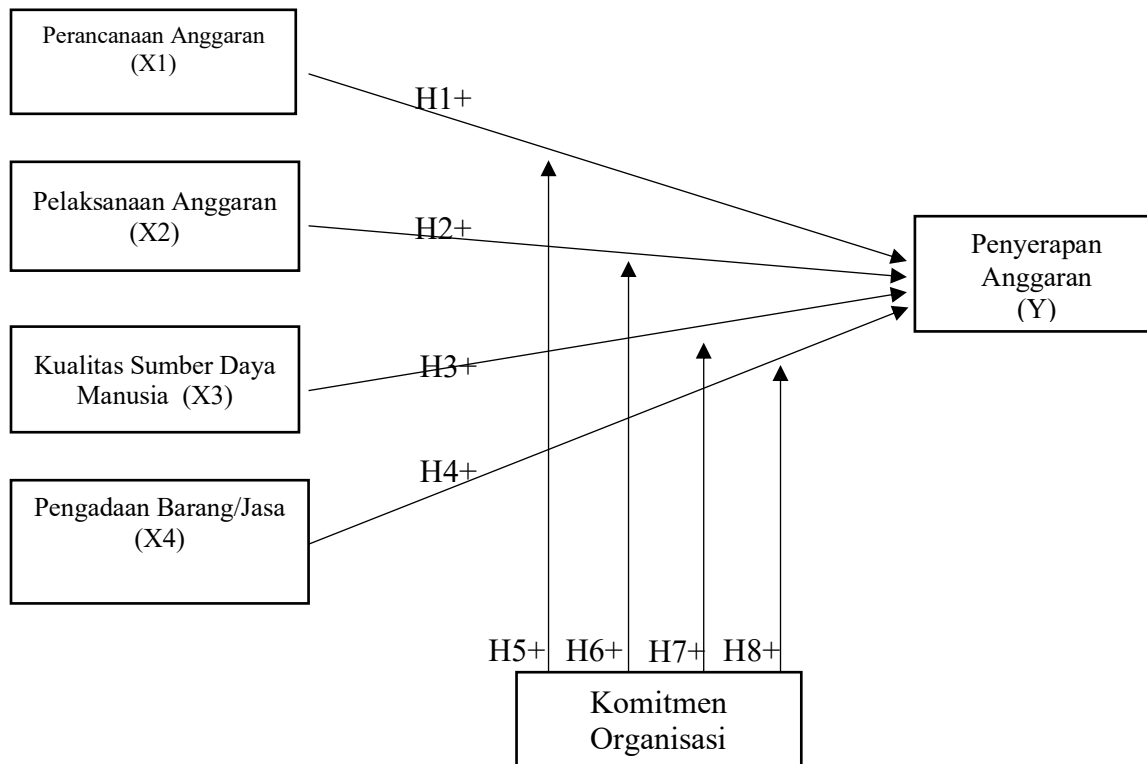 Perancanaan Anggaran
(X1)
H1+
Pelaksanaan Anggaran
(X2)
H2+
Penyerapan
Anggaran
(Y)
Kualitas Sumber Daya
Manusia (X3)
H3+
H4+
Pengadaan Barang/Jasa
(X4)
H5+ H6+ H7+ H8+
Komitmen
Organisasi